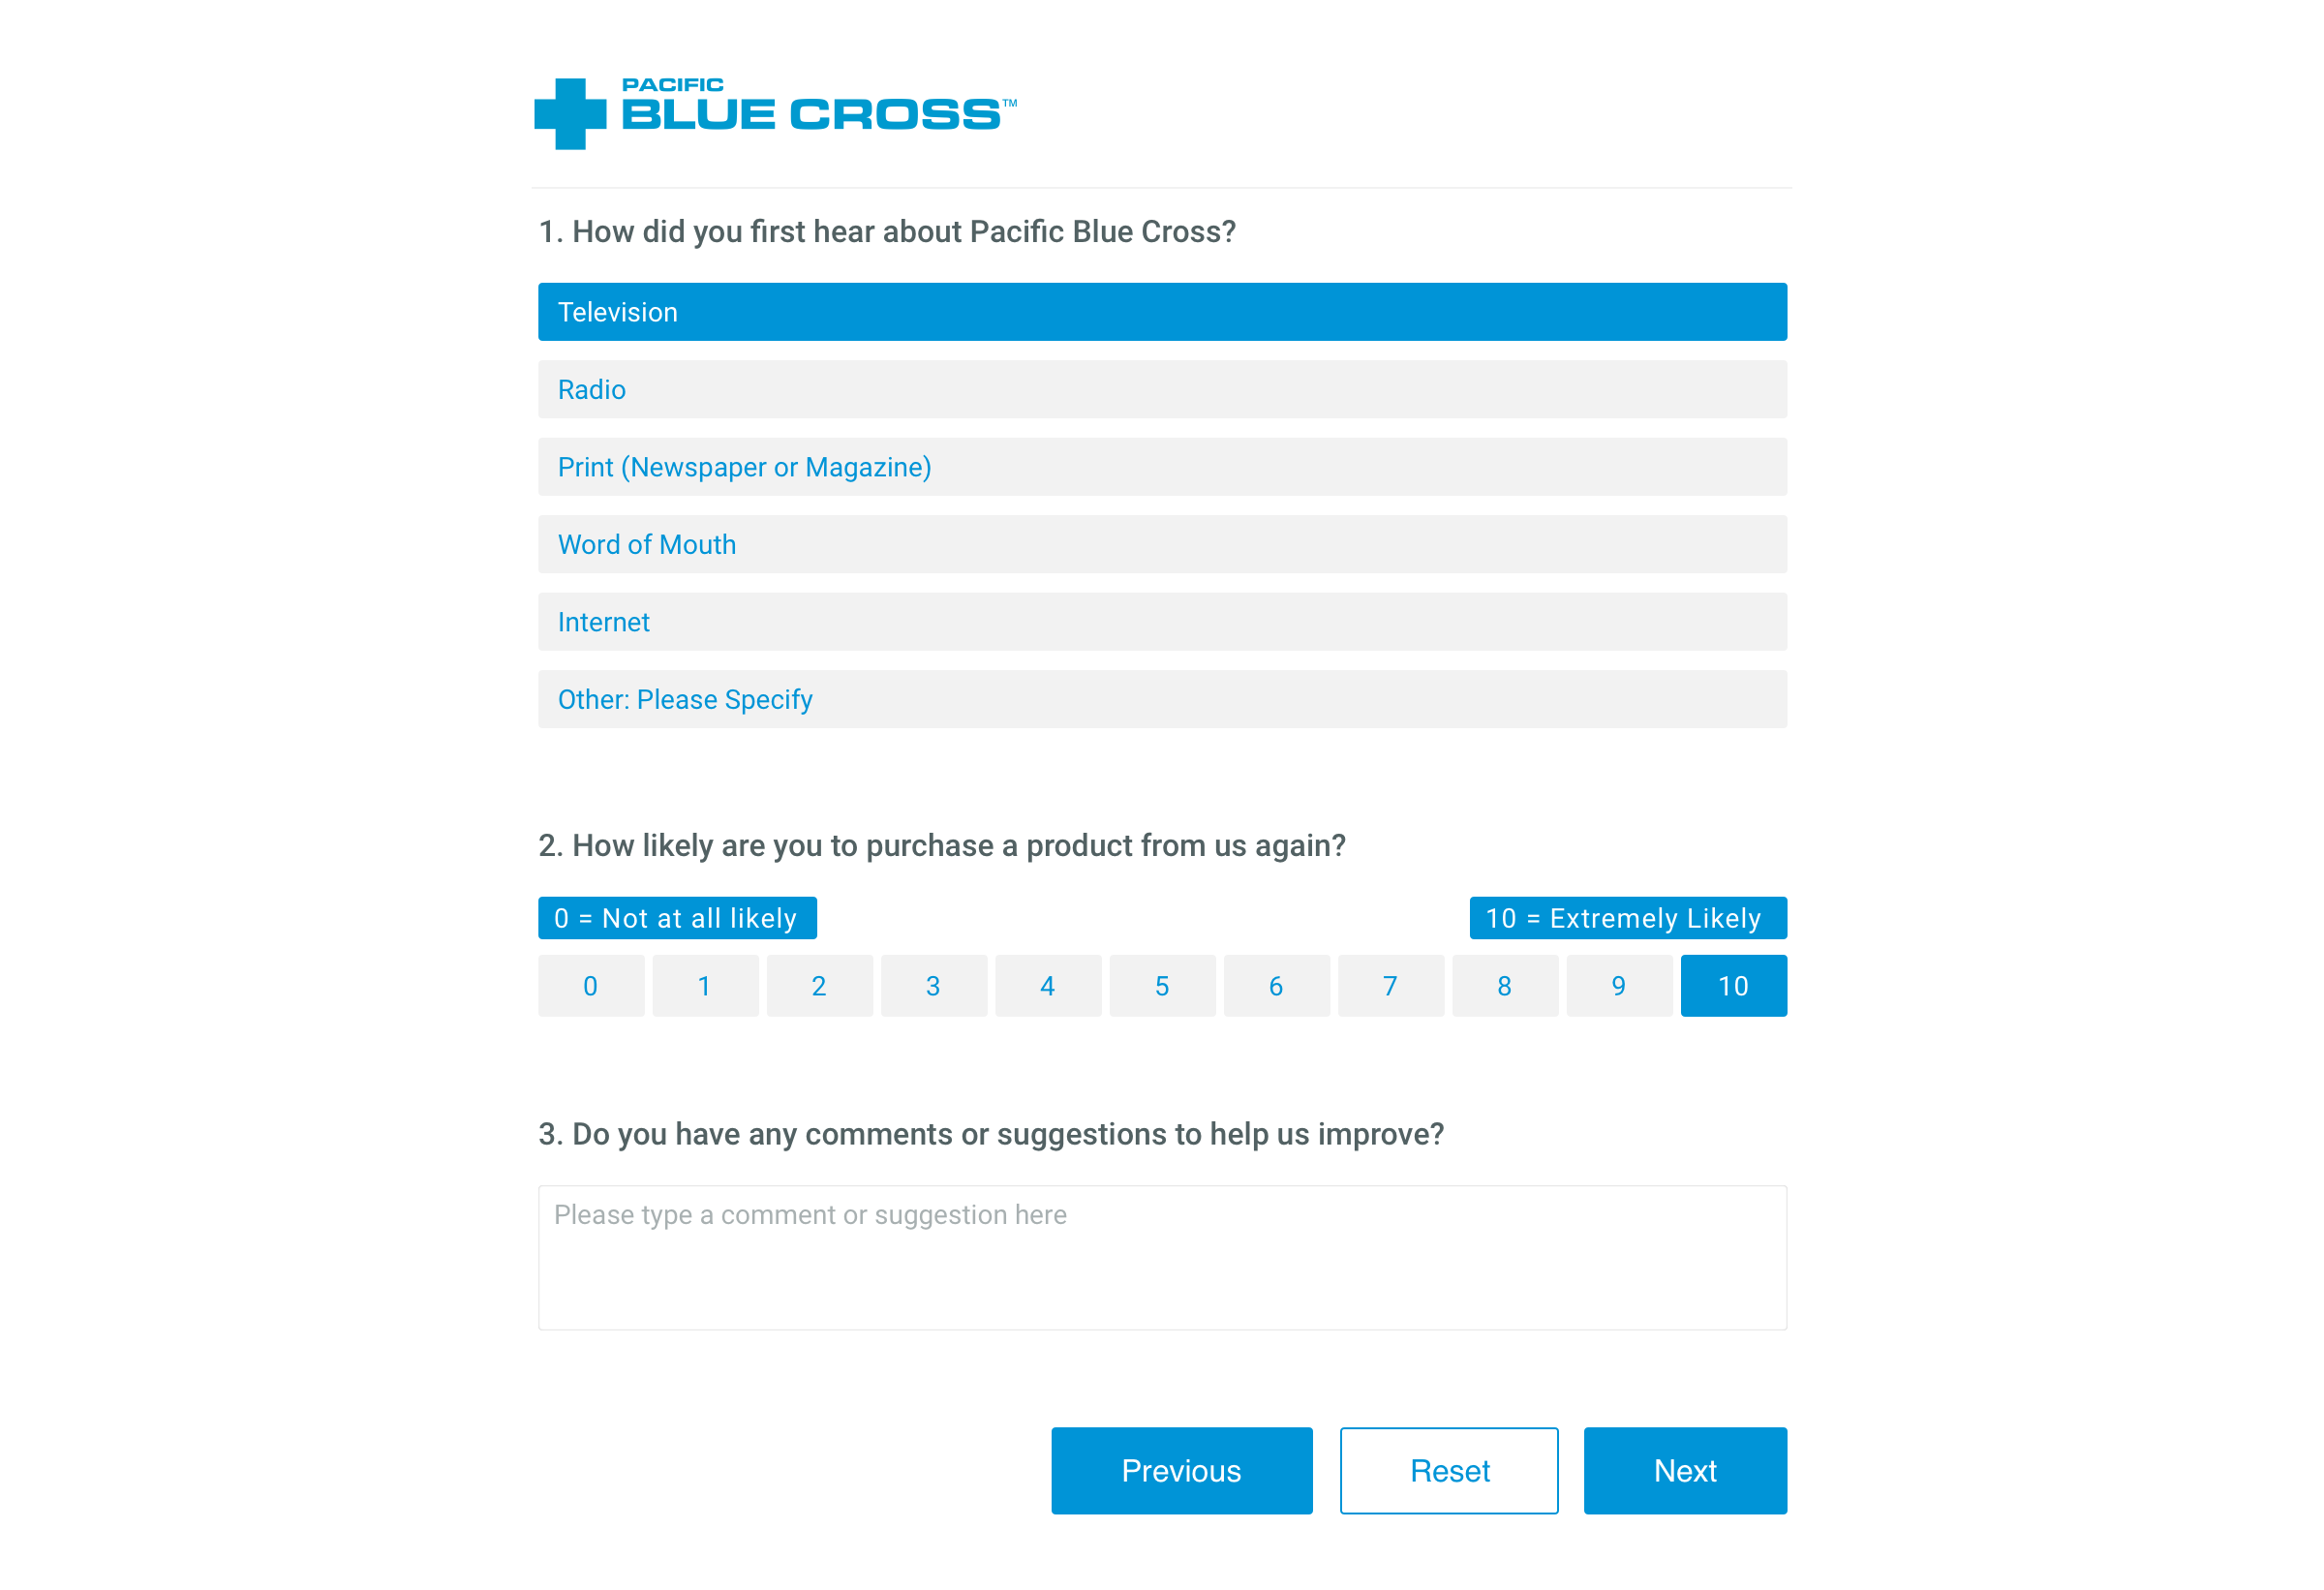 PACIFIC
BLUE CROSS™
1. How did you first hear about Pacific Blue Cross?
Television
Radio
Print (Newspaper or Magazine)
Word of Mouth
Internet
Other: Please Specify
2. How likely are you to purchase a product from us again?
0 = Not at all likely 10 = Extremely Likely
0 1 2 3 4 5 6 7 8 9 10
3. Do you have any comments or suggestions to help us improve?
Please type a comment or suggestion here
Previous Reset Next